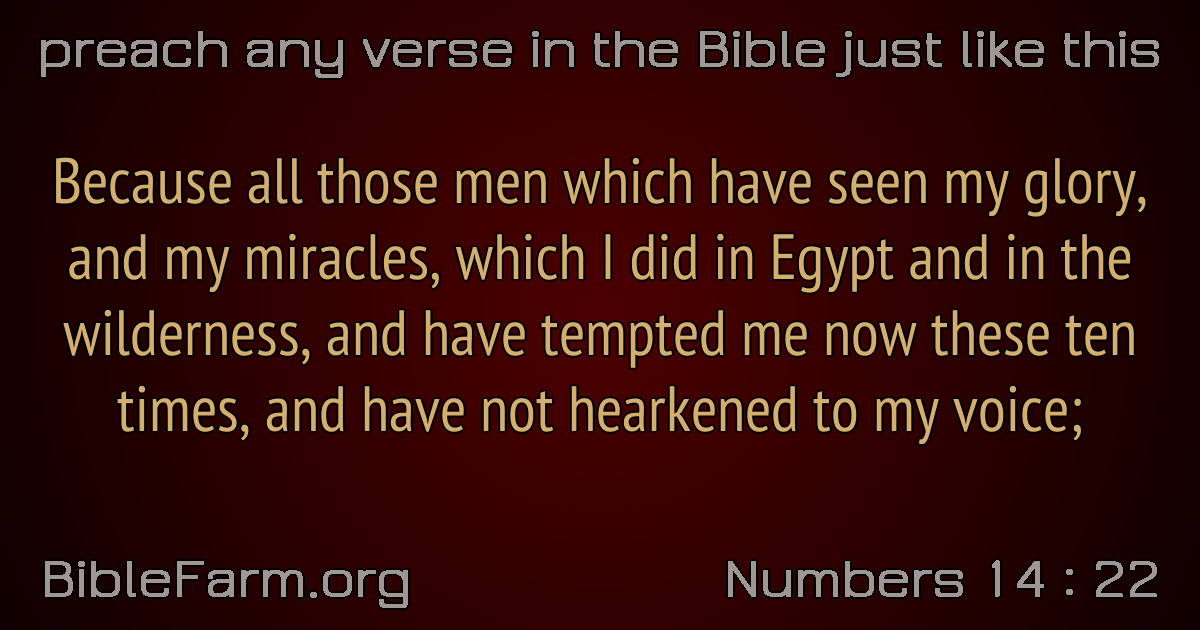 preach any verse in the Bible just like this
Because all those men which have seen my glory,
and my miracles, which I did in Egypt and in the
wilderness, and have tempted me now these ten
times, and have not hearkened to my voice;
BibleFarm.org
Numbers 14 : 22